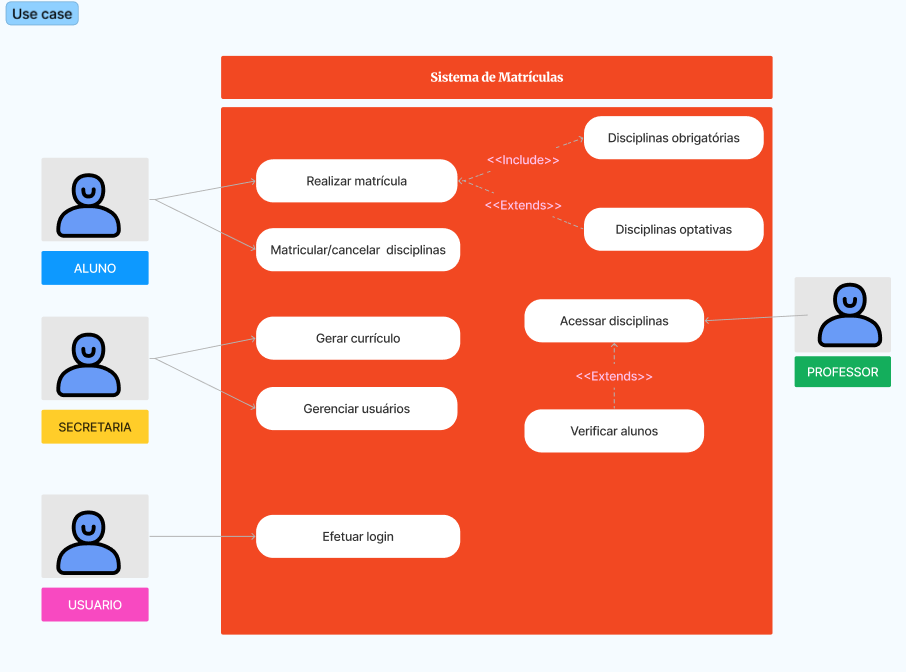 Use case
Sistema de Matrículas
Disciplinas obrigatórias
<<Include>>
Realizar matrícula
<<Extends>>
Disciplinas optativas
Matricular/cancelar disciplinas
ALUNO
Acessar disciplinas
Gerar currículo
PROFESSOR
<<Extends>>
Gerenciar usuários
SECRETARIA
Verificar alunos
Efetuar login
USUARIO